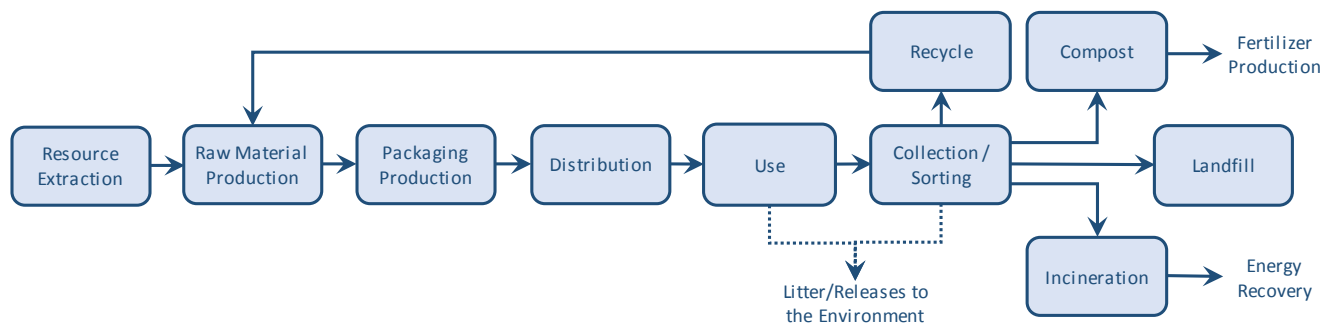 Recycle
Compost
Fertilizer
Production
Resource
Extraction
Raw Material
Production
Packaging
Production
Distribution
Use
Collection /
Sorting
Landfill
Incineration
Energy
Recovery
Litter/Releases to
the Environment